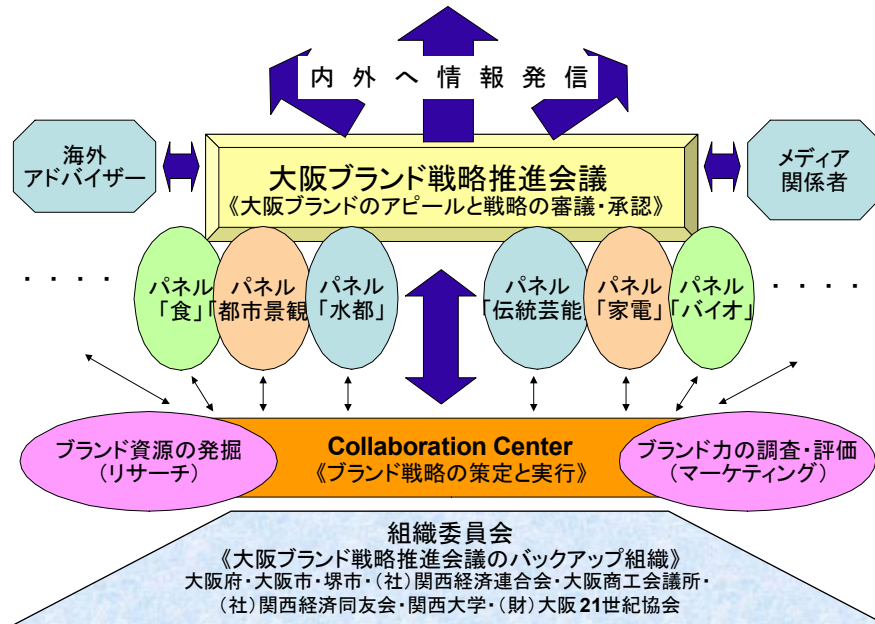 内外へ情報発信
海外
アドバイザー
大阪ブランド戦略推進会議
《大阪ブランドのアピールと戦略の審議・承認》
メディア
関係者
・・・・
パネル
「食」
パネル
「都市景観
パネル
「水都」
パネル
「伝統芸能
パネル
「家電」
パネル
「バイオ」
・・・・
ブランド資源の発掘
(リサーチ)
Collaboration Center
《ブランド戦略の策定と実行》
ブランド力の調査・評価
(マーケティング)
組織委員会
《大阪ブランド戦略推進会議のバックアップ組織》
大阪府・大阪市・堺市・(社)関西経済連合会・大阪商工会議所・
(社)関西経済同友会・関西大学・(財)大阪21世紀協会